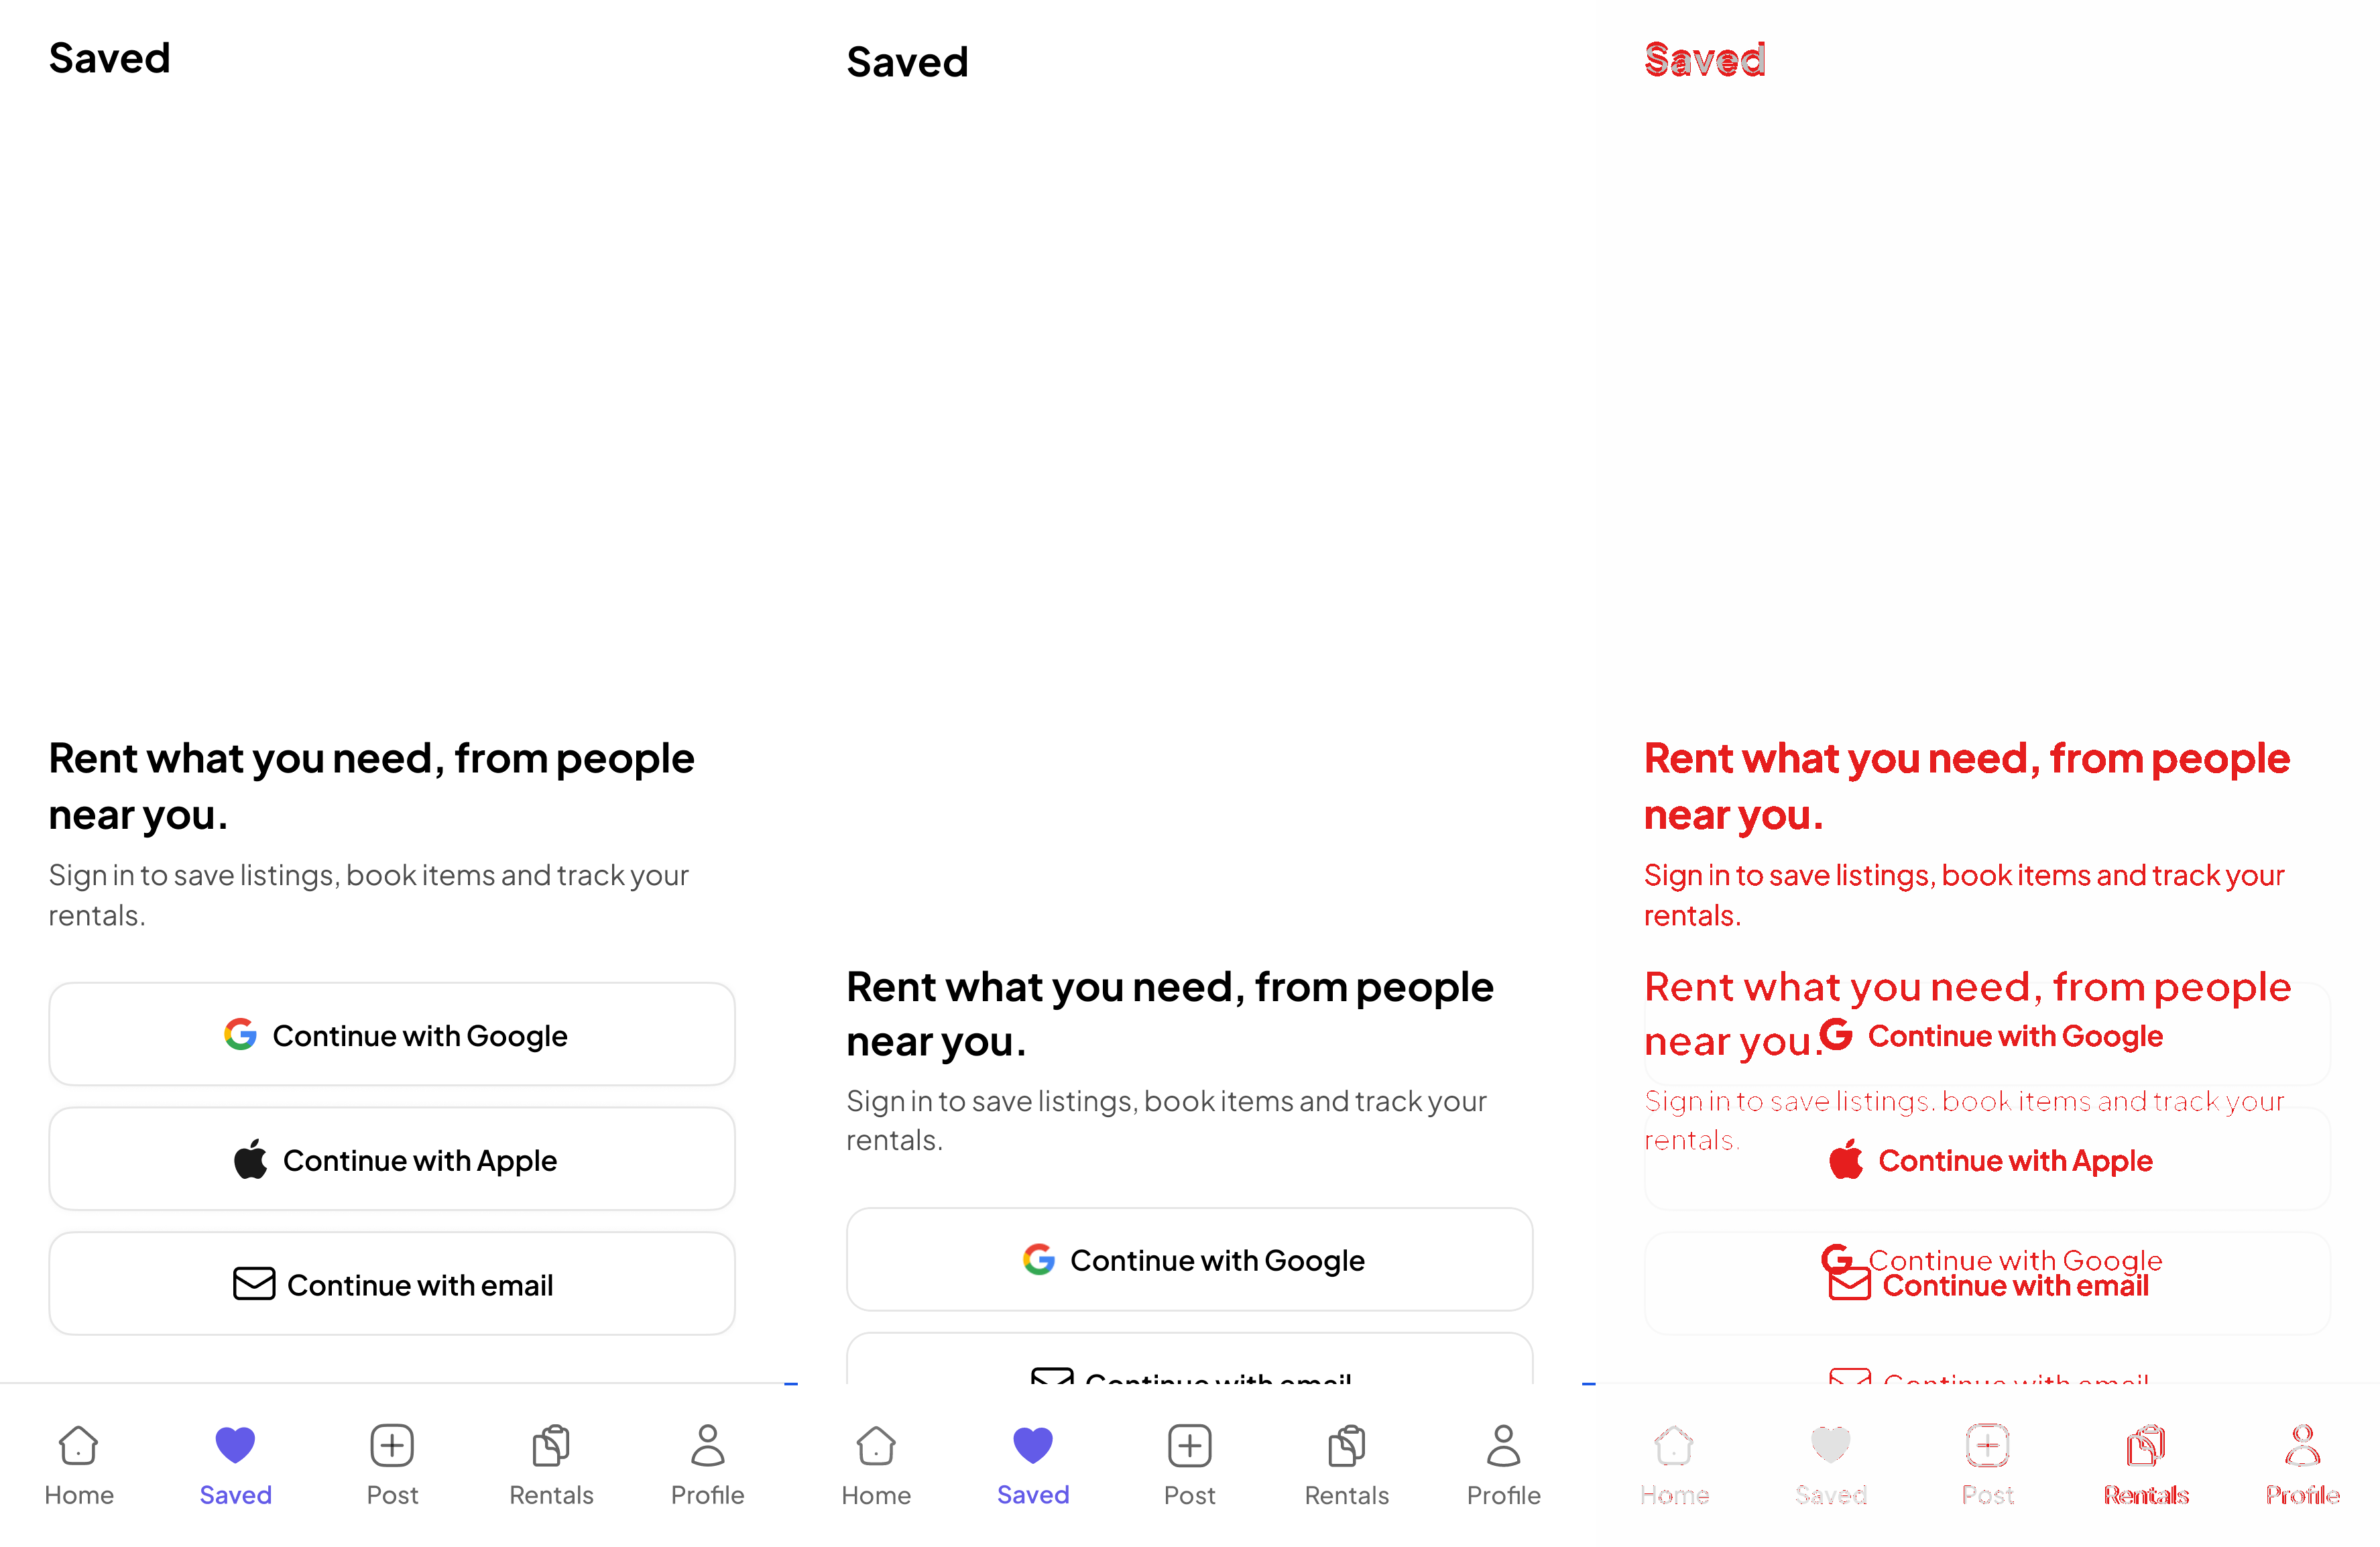 Saved
Rent what you need, from people
near you.
Sign in to save listings, book items and track your
rentals.
Continue with Google
Continue with Apple
Continue with email
Home
Saved
Post
Rentals
Profile
Saved
Rent what you need, from people
near you.
Sign in to save listings, book items and track your
rentals.
Continue with Google
Continue with email
Home
Saved
Post
Rentals
Profile
Saved
Rent what you need, from people
near you.
Sign in to save listings, book items and track your
rentals.
Rent what you need, from people
Continue with Google
near you.
Sign in to save listings, book items and track your
rentals.
Continue with Apple
Continue with Google
Continue with email
Continue with email
Home
Saved
Post
Rentals
Profile